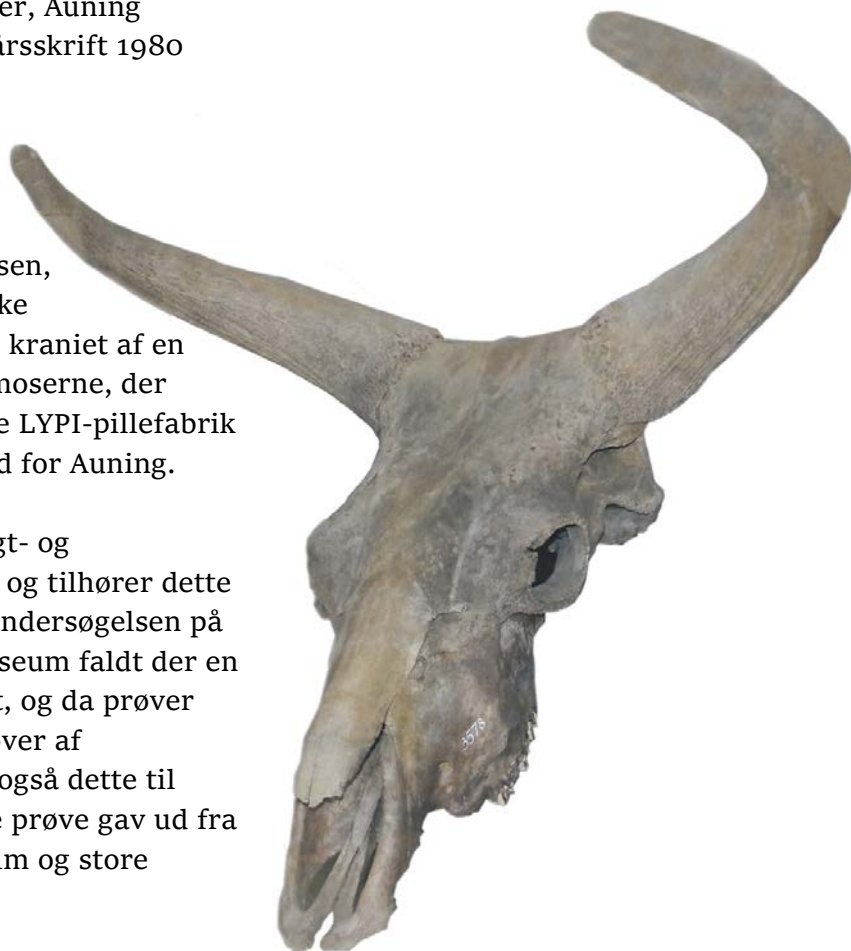 er, Auning
årsskrift 1980
sen,
ke
kraniet af en
moserne, der
e LYPI-pillefabrik
d for Auning.
gt- og
og tilhører dette
ndersøgelsen på
seum faldt der en
t, og da prøver
øver af
også dette til
e prøve gav ud fra
um og store
3578